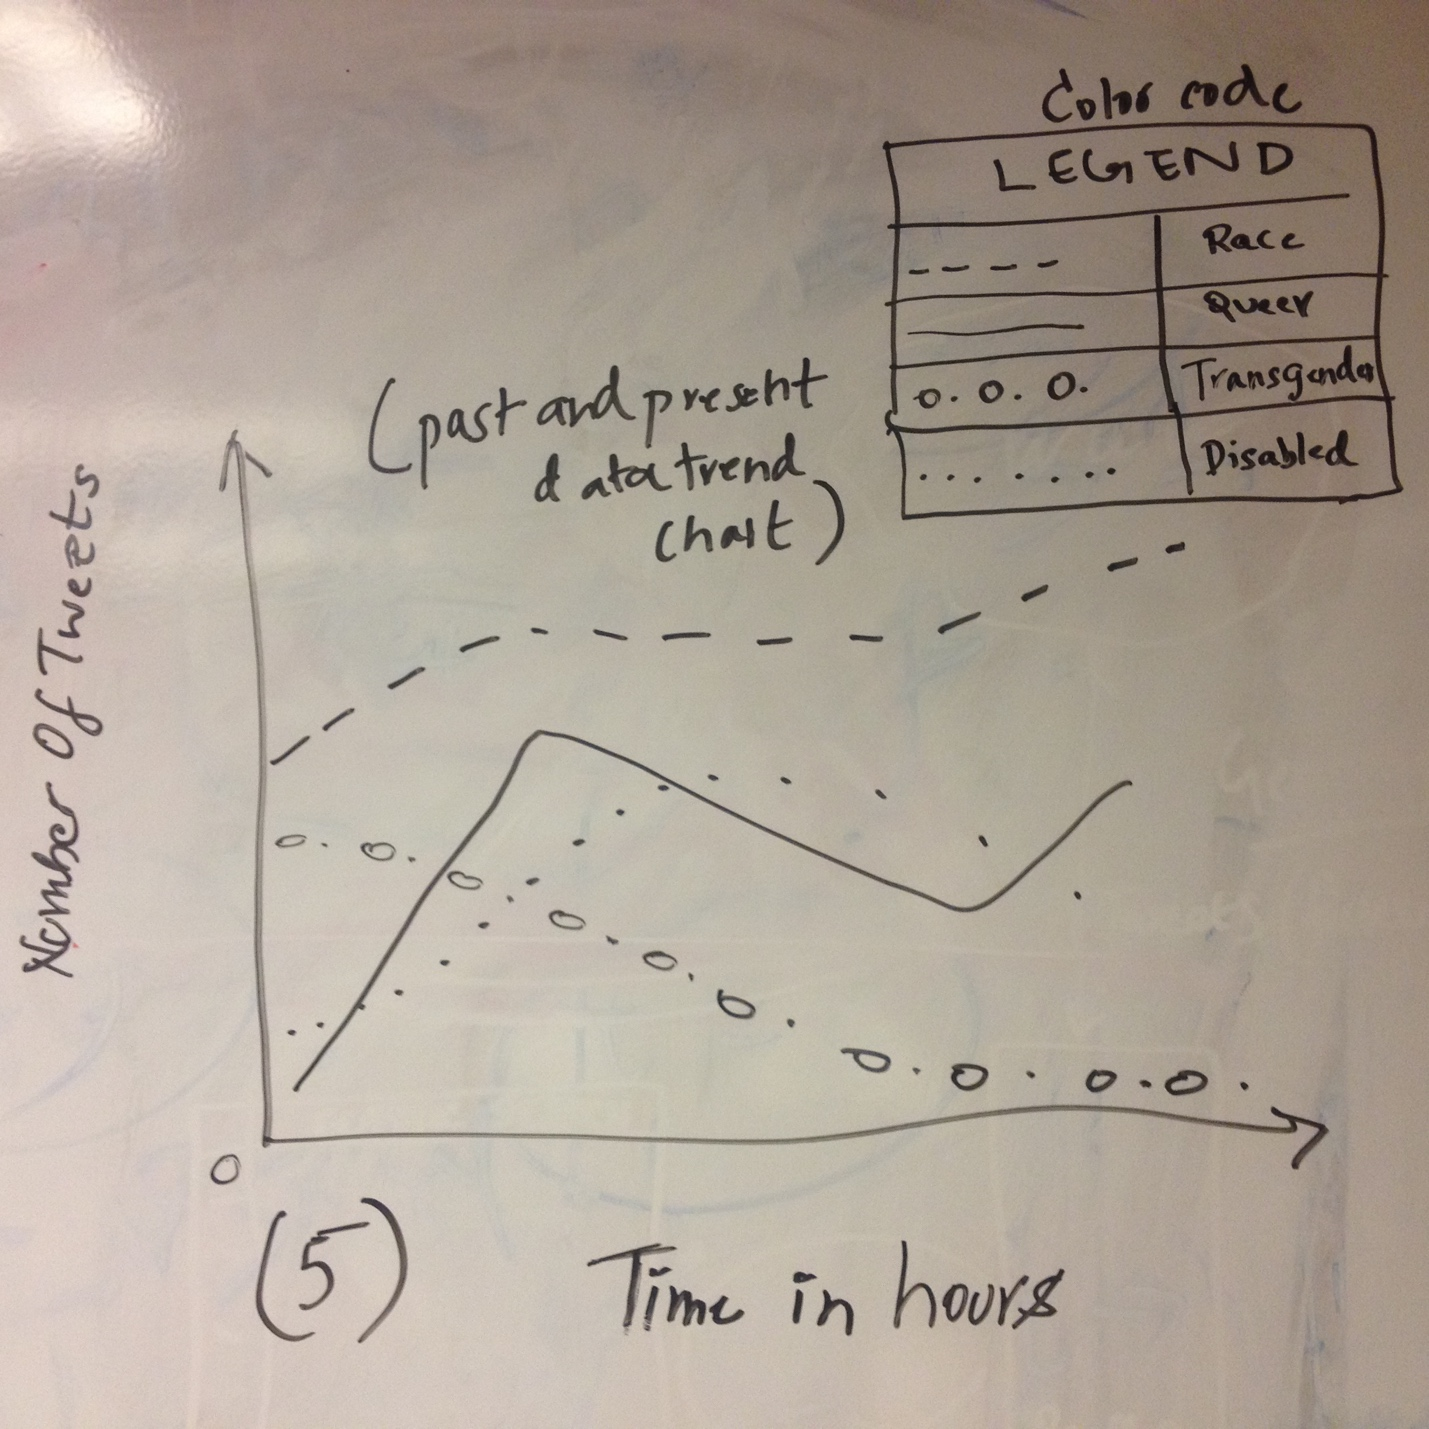 Color code
LEGEND
Race
Queer
Transgender
Disabled
(past and present
data trend
chart)
Number Of Tweets
0
(5)
Time in hours